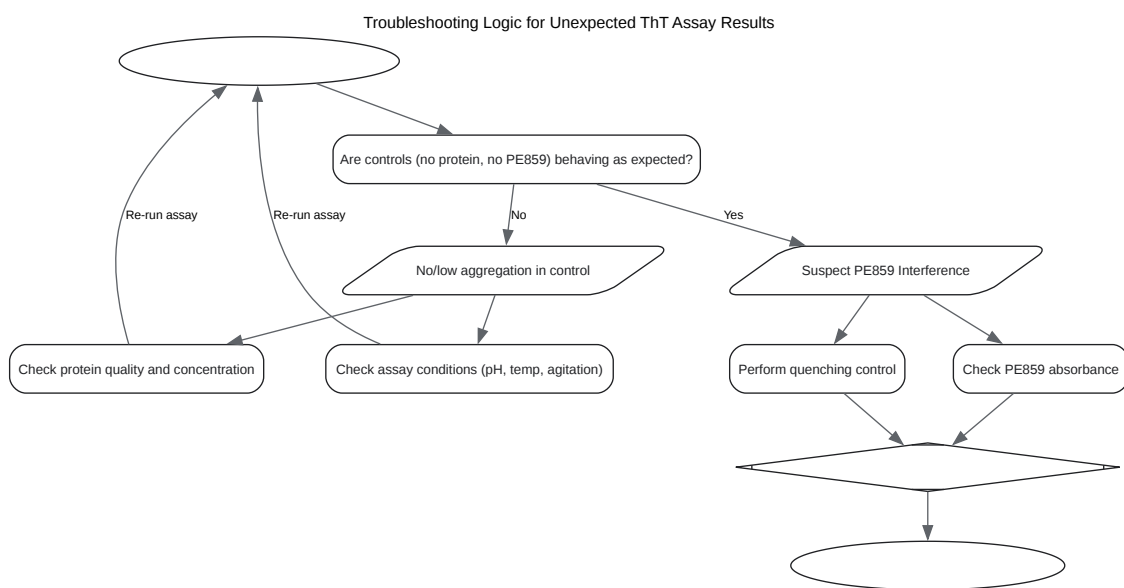 Troubleshooting Logic for Unexpected ThT Assay Results
Are controls (no protein, no PE859) behaving as expected?
Re-run assay
Re-run assay
No
Yes
No/low aggregation in control
Suspect PE859 Interference
Check protein quality and concentration
Check assay conditions (pH, temp, agitation)
Perform quenching control
Check PE859 absorbance